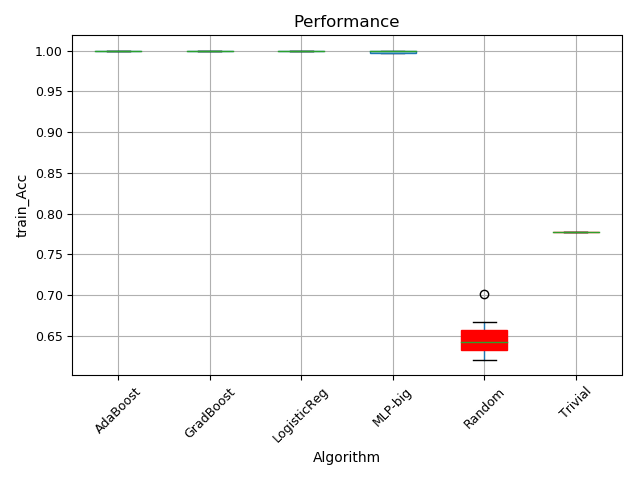 Performance
train_Acc
1.00
0.95
0.90
0.85
0.80
0.75
0.70
0.65
AdaBoost
GradBoost
LogisticReg
MLP-big
Random
Trivial
Algorithm